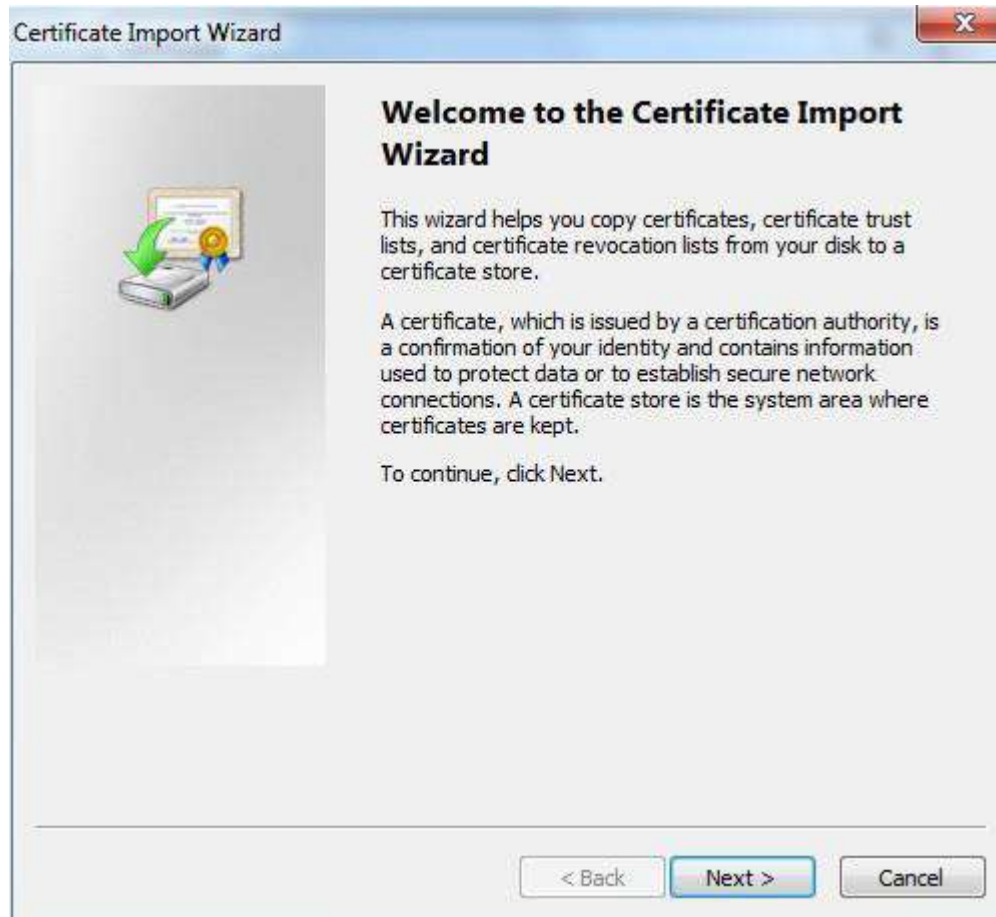 Certificate Import Wizard
Welcome to the Certificate Import
Wizard
This wizard helps you copy certificates, certificate trust
lists, and certificate revocation lists from your disk to a
certificate store.
A certificate, which is issued by a certification authority, is
a confirmation of your identity and contains information
used to protect data or to establish secure network
connections. A certificate store is the system area where
certificates are kept.
To continue, click Next.
< Back
Next >
Cancel